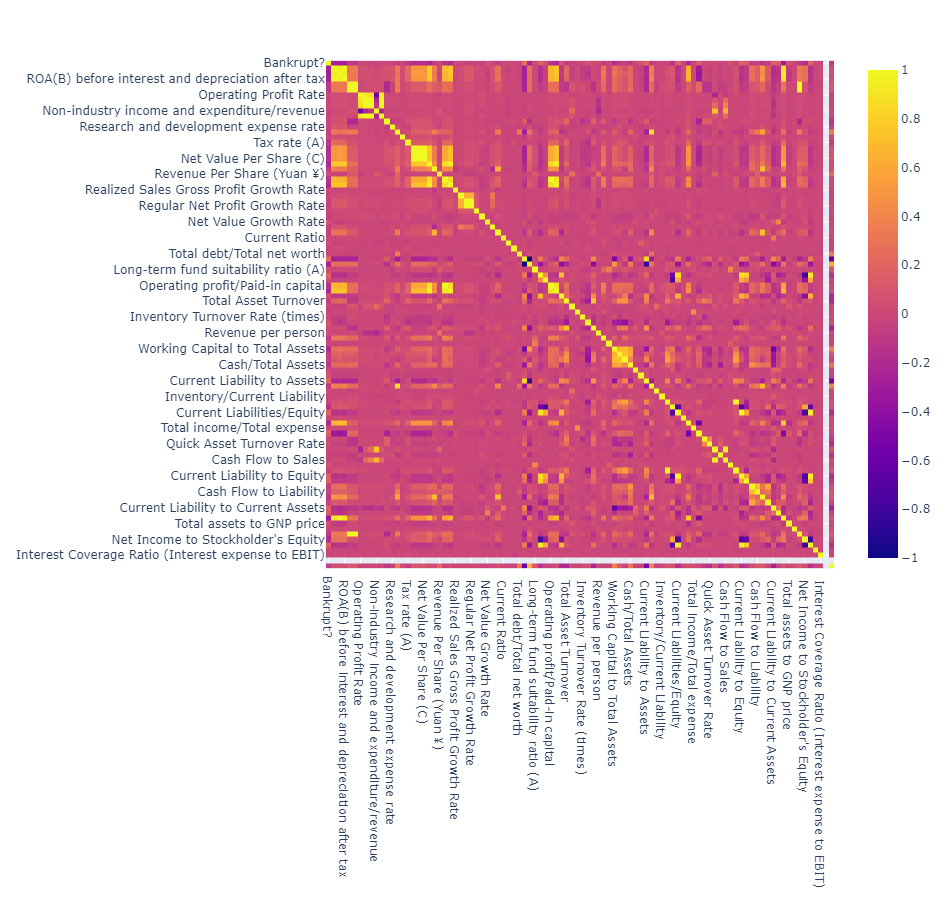 Bankrupt?
ROA(B) before interest and depreciation after tax
Operating Profit Rate
Non-industry income and expenditure/revenue
Research and development expense rate
Tax rate (A)
Net Value Per Share (C)
Revenue Per Share (Yuan ¥)
Realized Sales Gross Profit Growth Rate
Regular Net Profit Growth Rate
Net Value Growth Rate
Current Ratio
Total debt/Total net worth
Long-term fund suitability ratio (A)
Operating profit/Paid-in capital
Total Asset Turnover
Inventory Turnover Rate (times)
Revenue per person
Working Capital to Total Assets
Cash/Total Assets
Current Liability to Assets
Inventory/Current Liability
Current Liabilities/Equity
Total income/Total expense
Quick Asset Turnover Rate
Cash Flow to Sales
Current Liability to Equity
Cash Flow to Liability
Current Liability to Current Assets
Total assets to GNP price
Net Income to Stockholder's Equity
Interest Coverage Ratio (Interest expense to EBIT)
Bankrupt?
ROA(B) before interest and depreciation after tax
Operating Profit Rate
Non-industry income and expenditure/revenue
Research and development expense rate
Tax rate (A)
Net Value Per Share (C)
Revenue Per Share (Yuan ¥)
Realized Sales Gross Profit Growth Rate
Regular Net Profit Growth Rate
Net Value Growth Rate
Current Ratio
Total debt/Total net worth
Long-term fund suitability ratio (A)
Operating profit/Paid-in capital
Total Asset Turnover
Inventory Turnover Rate (times)
Revenue per person
Working Capital to Total Assets
Cash/Total Assets
Current Liability to Assets
Inventory/Current Liability
Current Liabilities/Equity
Total income/Total expense
Quick Asset Turnover Rate
Cash Flow to Sales
Current Liability to Equity
Cash Flow to Liability
Current Liability to Current Assets
Total assets to GNP price
Net Income to Stockholder's Equity
Interest Coverage Ratio (Interest expense to EBIT)
1
0.8
0.6
0.4
0.2
0
−0.2
−0.4
−0.6
−0.8
−1